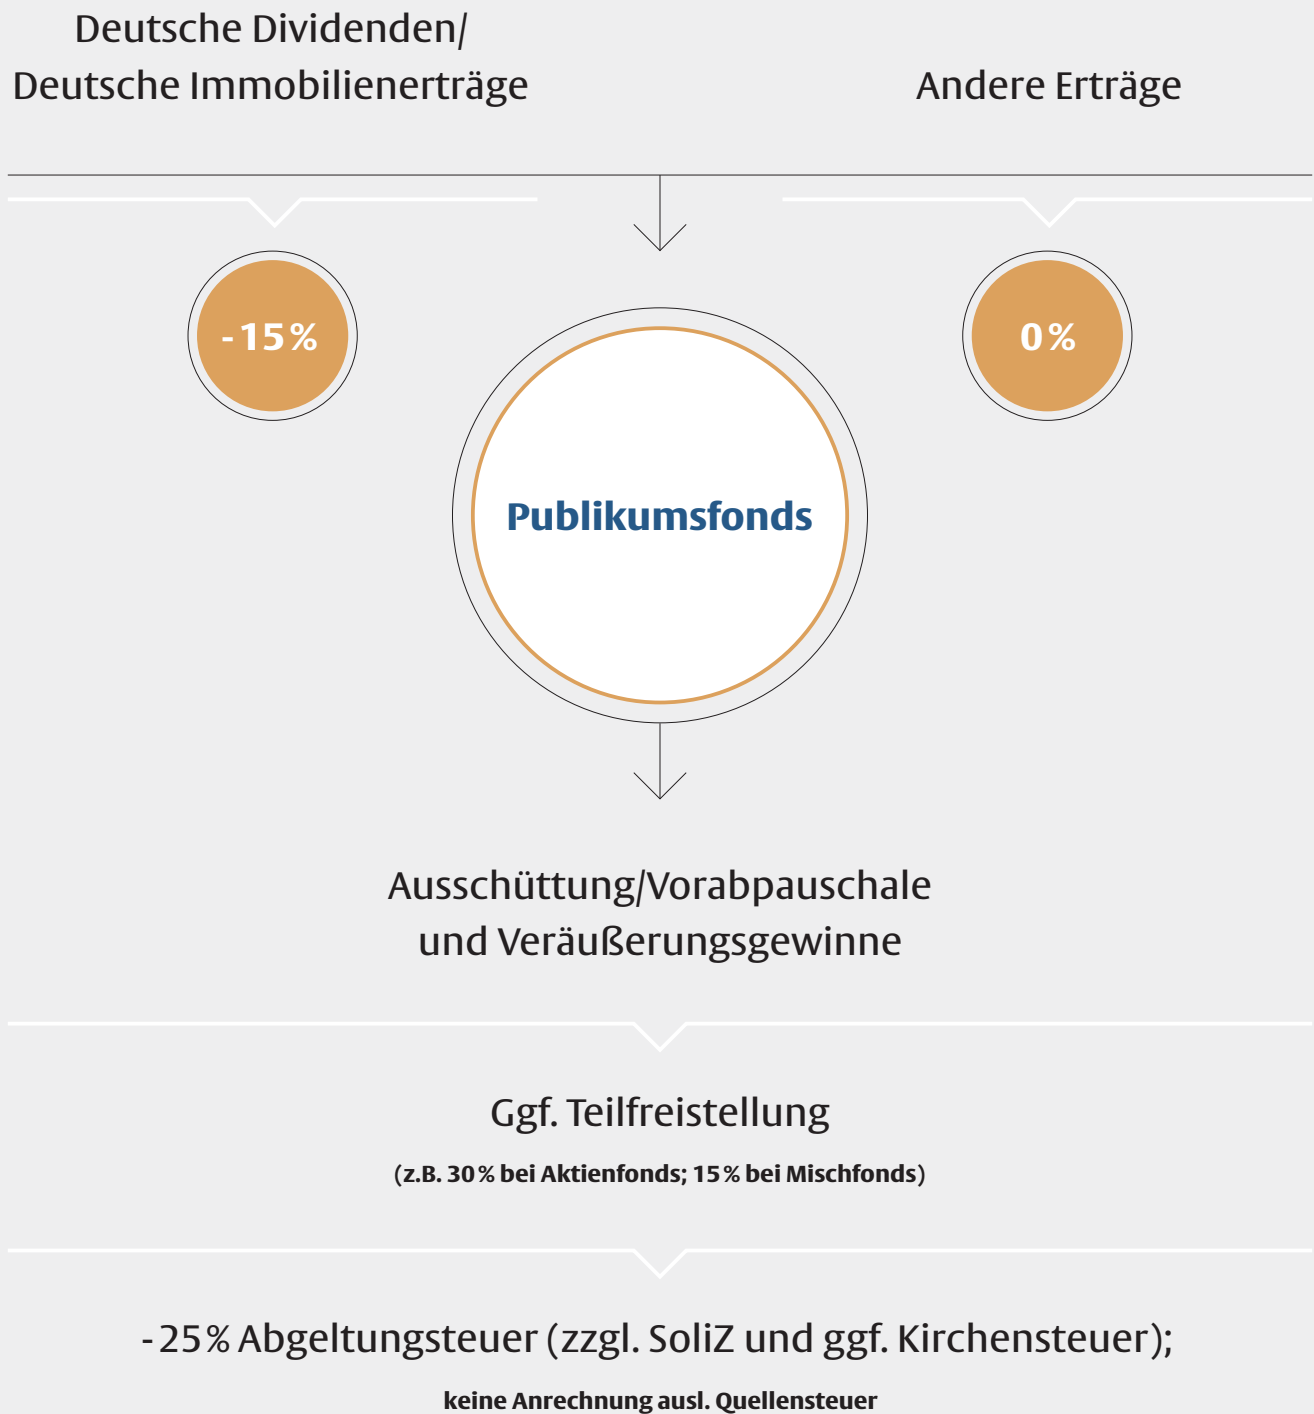 Deutsche Dividenden/
Deutsche Immobilienerträge
Andere Erträge
-15%
0%
Publikumsfonds
Ausschüttung/Vorabpauschale
und Veräußerungsgewinne
Ggf. Teilfreistellung
(z.B. 30% bei Aktienfonds; 15% bei Mischfonds)
-25% Abgeltungsteuer (zzgl. SoliZ und ggf. Kirchensteuer);
keine Anrechnung ausl. Quellensteuer